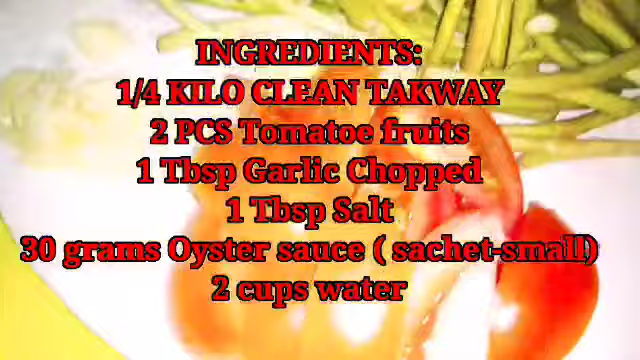 INGREDIENTS:
1/4 KILO CLEAN TAKWAY
2 PCS Tomatoe fruits
1 Tbsp Garlic Chopped
1 Tbsp Salt
30 grams Oyster sauce ( sachet-small)
2 cups water